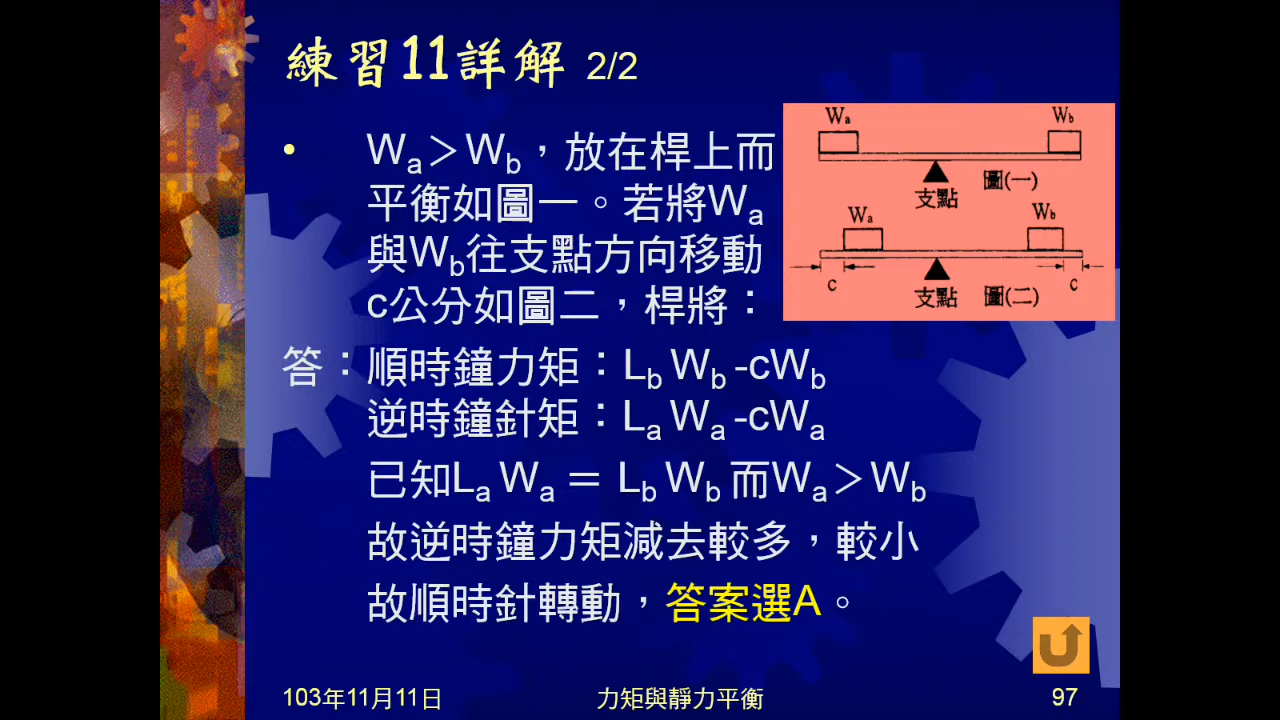 練習11詳解 2/2
• Wa＞Wb，放在桿上而
平衡如圖一。若將Wa
與Wb往支點方向移動
c公分如圖二，桿將：
Wa Wb
支點 圖(一)
Wa Wb
c 支點 圖(二) c
答：順時鐘力矩：Lb Wb -cWb
逆時鐘針矩：La Wa -cWa
已知La Wa ＝ Lb Wb 而Wa＞Wb
故逆時鐘力矩減去較多，較小
故順時針轉動，答案選A。
103年11月11日 力矩與靜力平衡 97